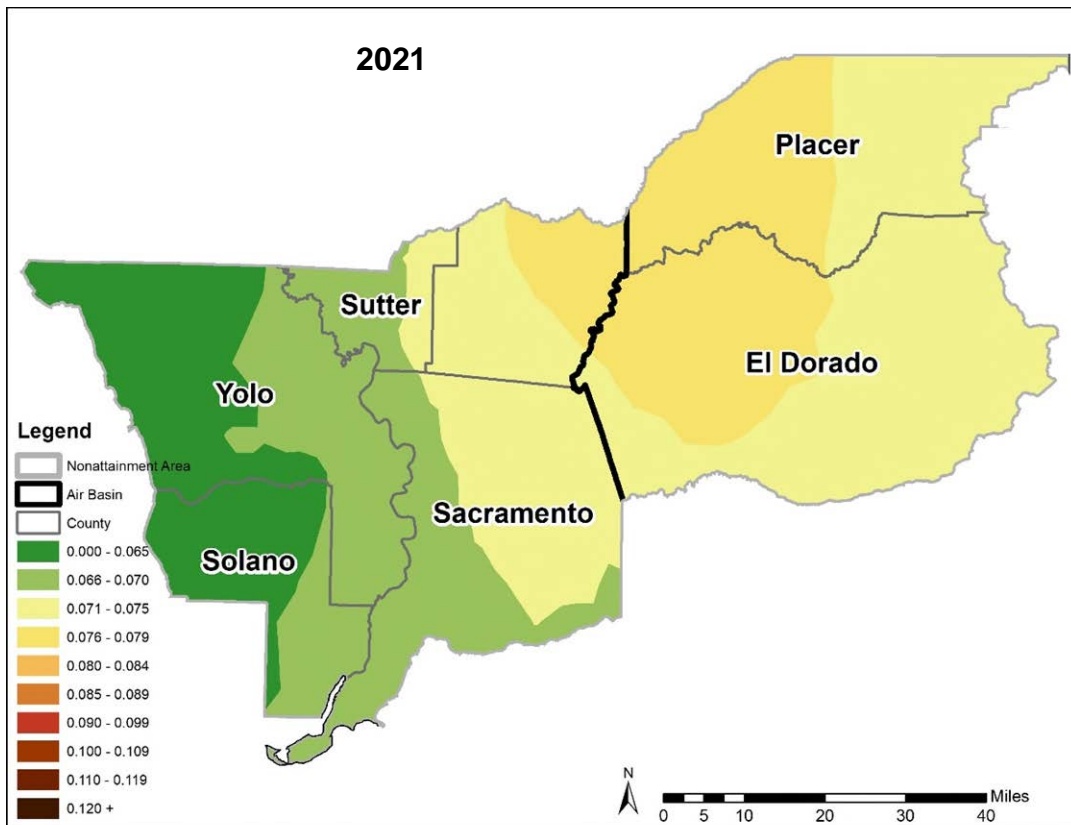 2021
Placer
Sutter
El Dorado
Yolo
Sacramento
Solano
Legend
Nonattainment Area
Air Basin
County
0.000 - 0.065
0.066 - 0.070
0.071 - 0.075
0.076 - 0.079
0.080 - 0.084
0.085 - 0.089
0.090 - 0.099
0.100 - 0.109
0.110 - 0.119
0.120 +
N
Miles
0 5 10 20 30 40